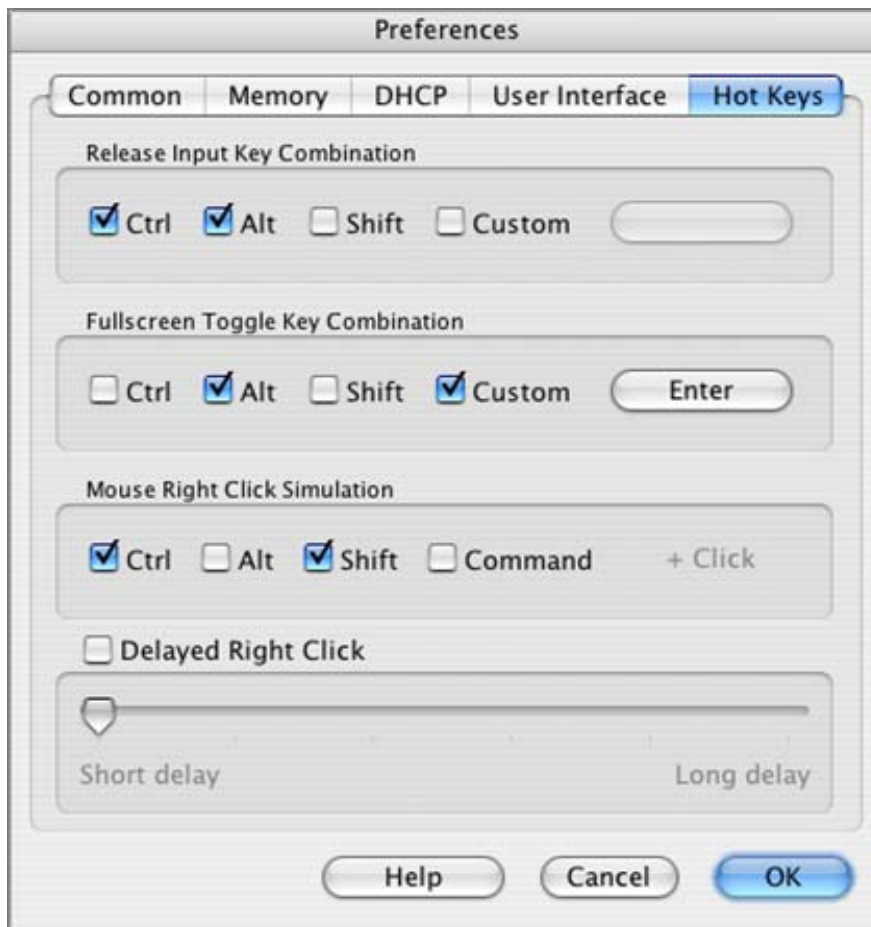 Preferences
Common Memory DHCP User Interface Hot Keys
Release Input Key Combination
Ctrl Alt Shift Custom
Fullscreen Toggle Key Combination
Ctrl Alt Shift Custom Enter
Mouse Right Click Simulation
Ctrl Alt Shift Command + Click
Delayed Right Click
Short delay Long delay
Help Cancel OK